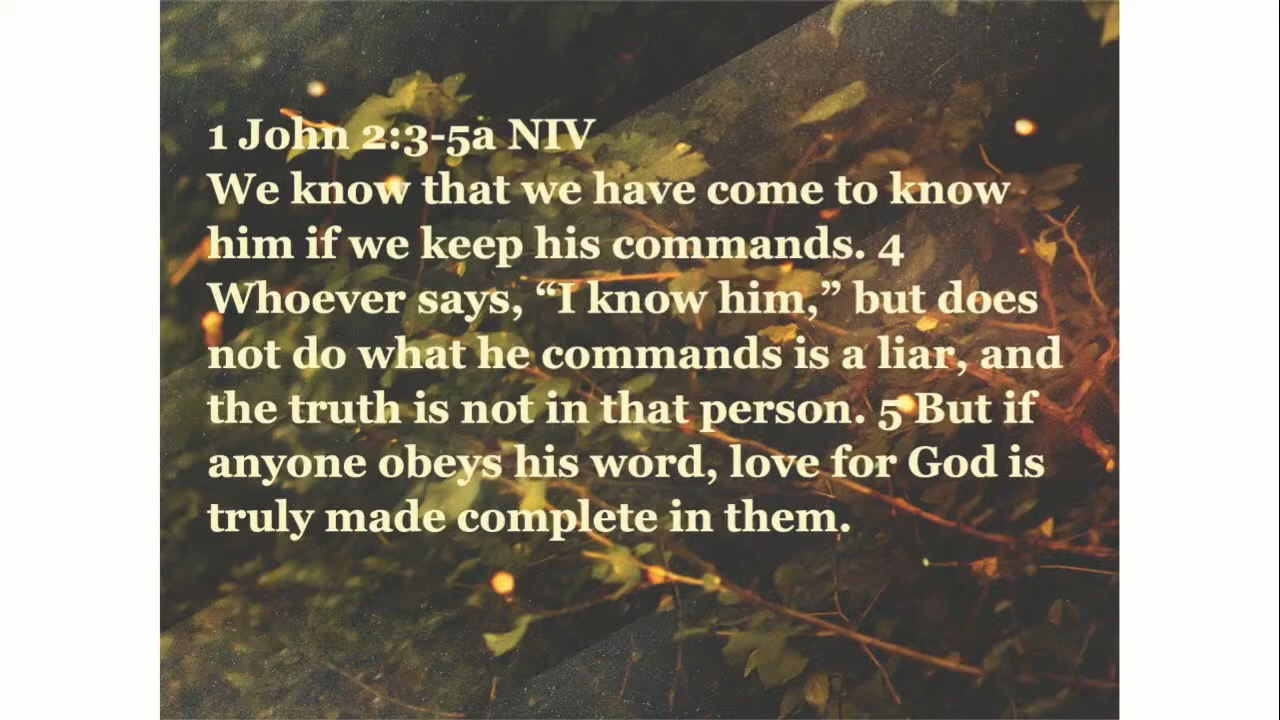 1 John 2:3-5a NIV
We know that we have come to know
him if we keep his commands. 4
Whoever says, “I know him,” but does
not do what he commands is a liar, and
the truth is not in that person. 5 But if
anyone obeys his word, love for God is
truly made complete in them.